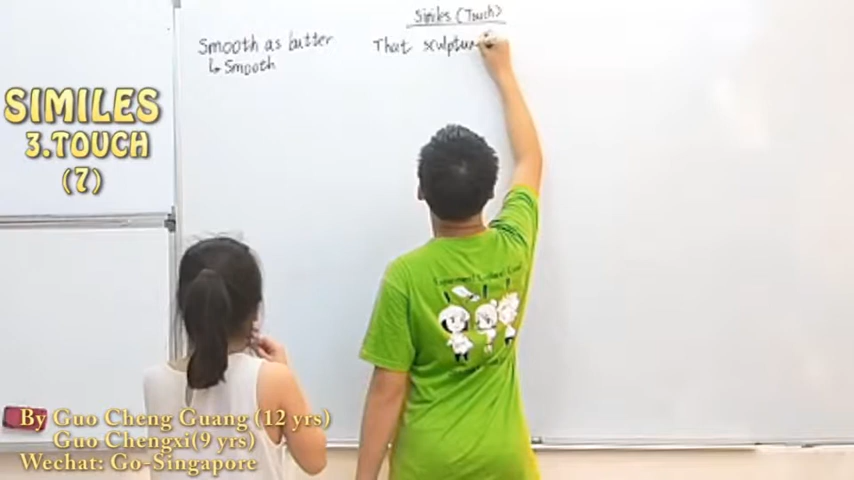 Similes (Touch)
Smooth as butter
↳ Smooth
That sculptur
SIMILES
3.TOUCH
(7)
By Guo Cheng Guang (12 yrs)
Guo Chengxi(9 yrs)
Wechat: Go-Singapore